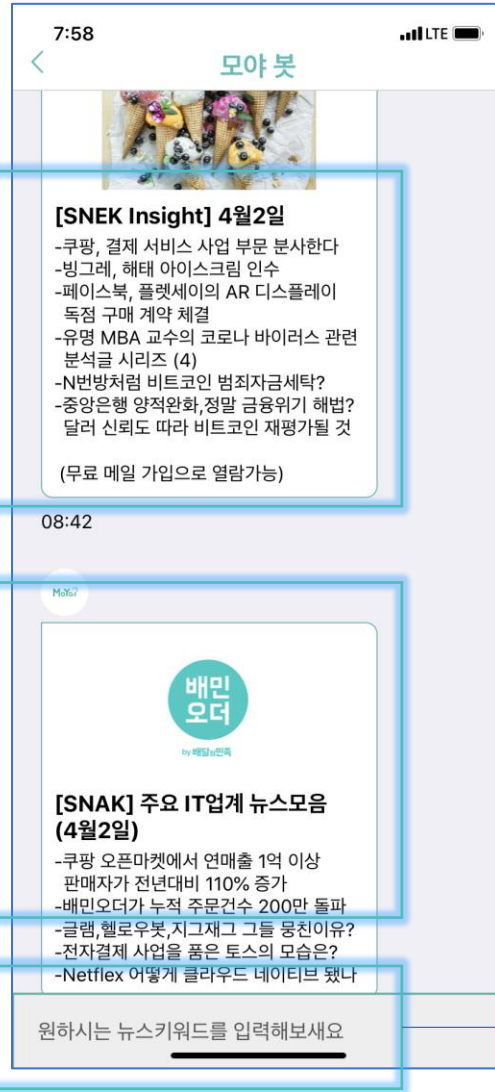 7:58
LTE
모야 봇
[SNEK Insight] 4월2일
-쿠팡, 결제 서비스 사업 부문 분사한다
-빙그레, 해태 아이스크림 인수
-페이스북, 플렛세이의 AR 디스플레이
독점 구매 계약 체결
-유명 MBA 교수의 코로나 바이러스 관련
분석글 시리즈 (4)
-N번방처럼 비트코인 범죄자금세탁?
-중앙은행 양적완화,정말 금융위기 해법?
달러 신뢰도 따라 비트코인 재평가될 것
(무료 메일 가입으로 열람가능)
08:42
MoYa?
배민
오더
by 배달의민족
[SNAK] 주요 IT업계 뉴스모음
(4월2일)
-쿠팡 오픈마켓에서 연매출 1억 이상
판매자가 전년대비 110% 증가
-배민오더가 누적 주문건수 200만 돌파
-글램,헬로우봇,지그재그 그들 뭉친이유?
-전자결제 사업을 품은 토스의 모습은?
-Netflex 어떻게 클라우드 네이티브 됐나
원하시는 뉴스키워드를 입력해보새요